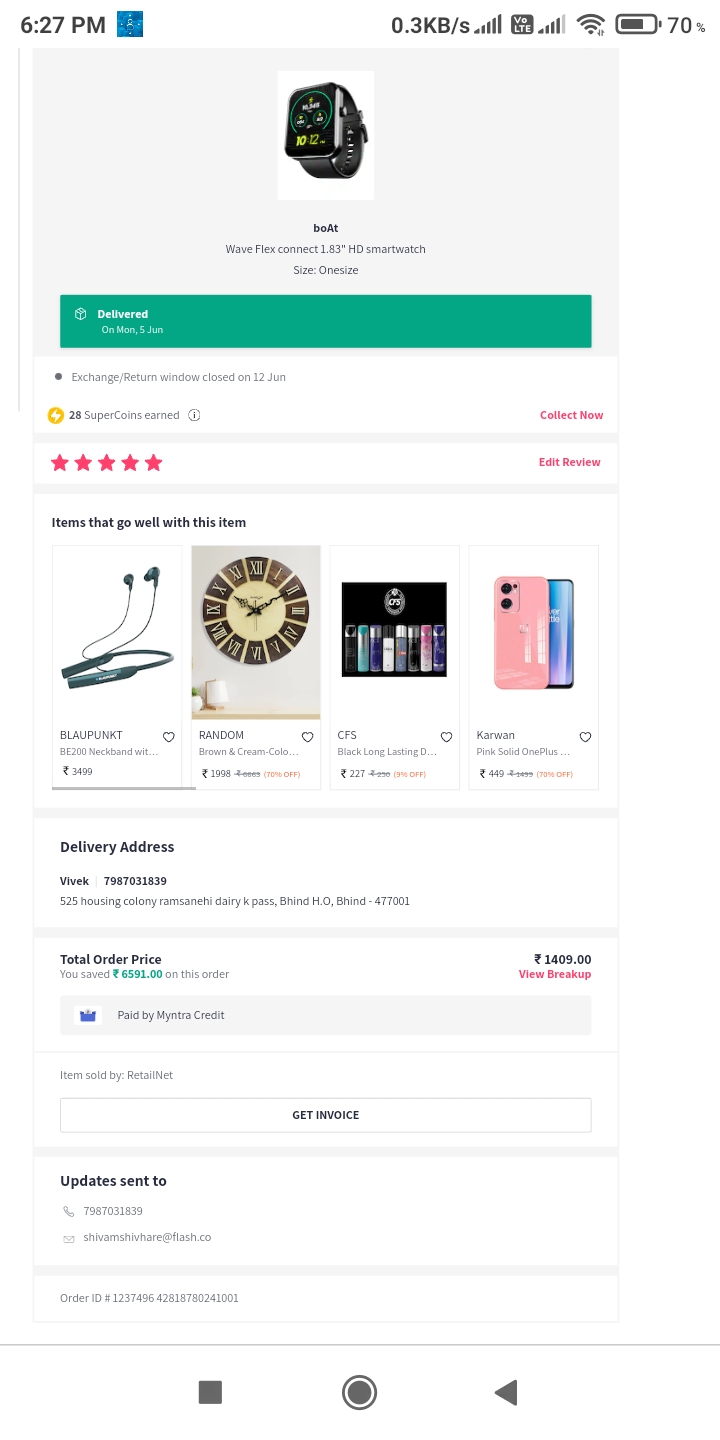 6:27 PM 0.3KB/s Vo LTE 70 %
10:12 PM
boAt
Wave Flex connect 1.83" HD smartwatch
Size: Onesize
Delivered
On Mon, 5 Jun
Exchange/Return window closed on 12 Jun
28 SuperCoins earned Collect Now
Edit Review
Items that go well with this item
CFS
BLAUPUNKT RANDOM CFS Karwan
BE200 Neckband wit... Brown & Cream-Colo... Black Long Lasting D... Pink Solid OnePlus ...
₹ 3499 ₹ 1998 ₹ 6663 (70% OFF) ₹ 227 ₹ 250 (9% OFF) ₹ 449 ₹ 1499 (70% OFF)
Delivery Address
Vivek | 7987031839
525 housing colony ramsanehi dairy k pass, Bhind H.O, Bhind - 477001
Total Order Price ₹ 1409.00
You saved ₹ 6591.00 on this order View Breakup
Paid by Myntra Credit
Item sold by: RetailNet
GET INVOICE
Updates sent to
7987031839
shivamshivhare@flash.co
Order ID # 1237496 42818780241001